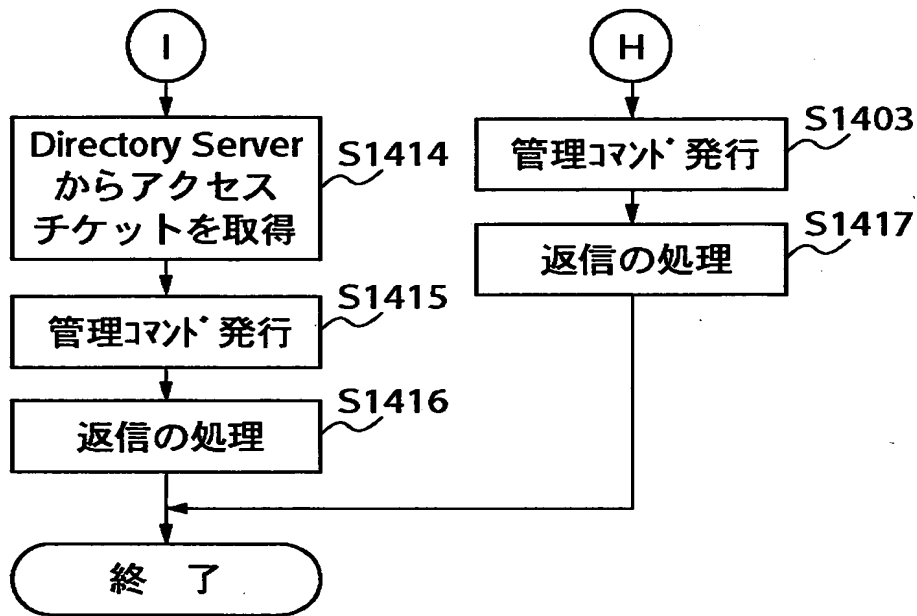 I
Directory Server
からアクセス
チケットを取得
S1414
管理ｺﾏﾝﾄﾞ発行
S1415
返信の処理
S1416
H
管理ｺﾏﾝﾄﾞ発行
S1403
返信の処理
S1417
終 了